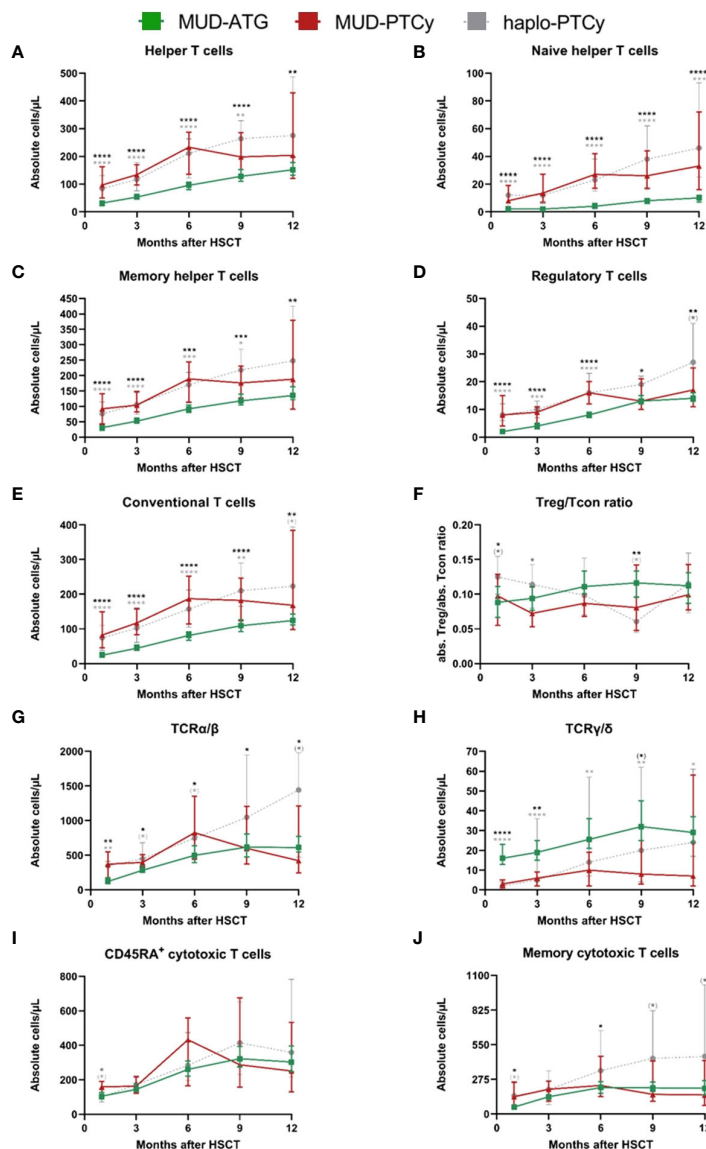 MUD-ATG MUD-PTCy haplo-PTCy
A Helper T cells
Absolute cells/µL
500
400
300
200
100
0
**** **** **** **** **
**** **** **** **
0 3 6 9 12
Months after HSCT
B Naive helper T cells
Absolute cells/µL
100
80
60
40
20
0
**** **** **** **** ****
**** **** **** **** ***
0 3 6 9 12
Months after HSCT
C Memory helper T cells
Absolute cells/µL
450
400
350
300
250
200
150
100
50
0
**** **** *** *** **
**** **** *** *
0 3 6 9 12
Months after HSCT
D Regulatory T cells
Absolute cells/µL
50
40
30
20
10
0
**** **** **** * **
**** *** **** (*)
0 3 6 9 12
Months after HSCT
E Conventional T cells
Absolute cells/µL
400
300
200
100
0
**** **** **** **** **
**** **** **** ** (*)
0 3 6 9 12
Months after HSCT
F Treg/Tcon ratio
abs. Treg/abs. Tcon ratio
0.20
0.15
0.10
0.05
0.00
* * **
(*) (*)
0 3 6 9 12
Months after HSCT
G TCRα/β
Absolute cells/µL
2000
1500
1000
500
0
** * * * *
** (*) (*) (*)
0 3 6 9 12
Months after HSCT
H TCRγ/δ
Absolute cells/µL
80
60
40
20
0
**** ** ** (*) *
**** **** **
0 3 6 9 12
Months after HSCT
I CD45RA+ cytotoxic T cells
Absolute cells/µL
800
600
400
200
0
*
(*)
0 3 6 9 12
Months after HSCT
J Memory cytotoxic T cells
Absolute cells/µL
1100
825
550
275
0
* * (*) (*
(*)
0 3 6 9 12
Months after HSCT